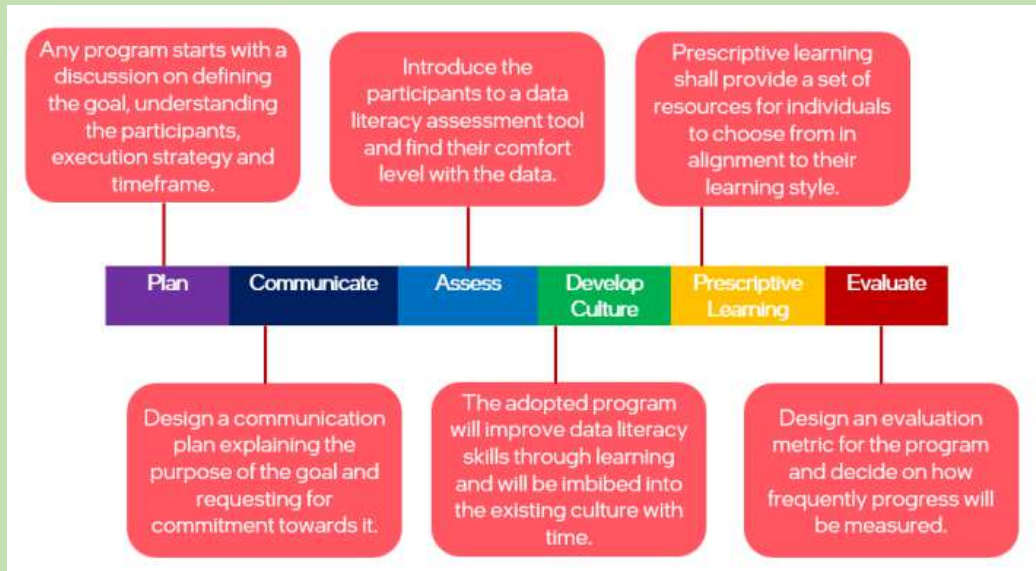 Any program starts with a
discussion on defining
the goal, understanding
the participants,
execution strategy and
timeframe.
Introduce the
participants to a data
literacy assessment tool
and find their comfort
level with the data.
Prescriptive learning
shall provide a set of
resources for individuals
to choose from in
alignment to their
learning style.
Plan
Communicate
Assess
Develop
Culture
Prescriptive
Learning
Evaluate
Design a communication
plan explaining the
purpose of the goal and
requesting for
commitment towards it.
The adopted program
will improve data literacy
skills through learning
and will be imbibed into
the existing culture with
time.
Design an evaluation
metric for the program
and decide on how
frequently progress will
be measured.